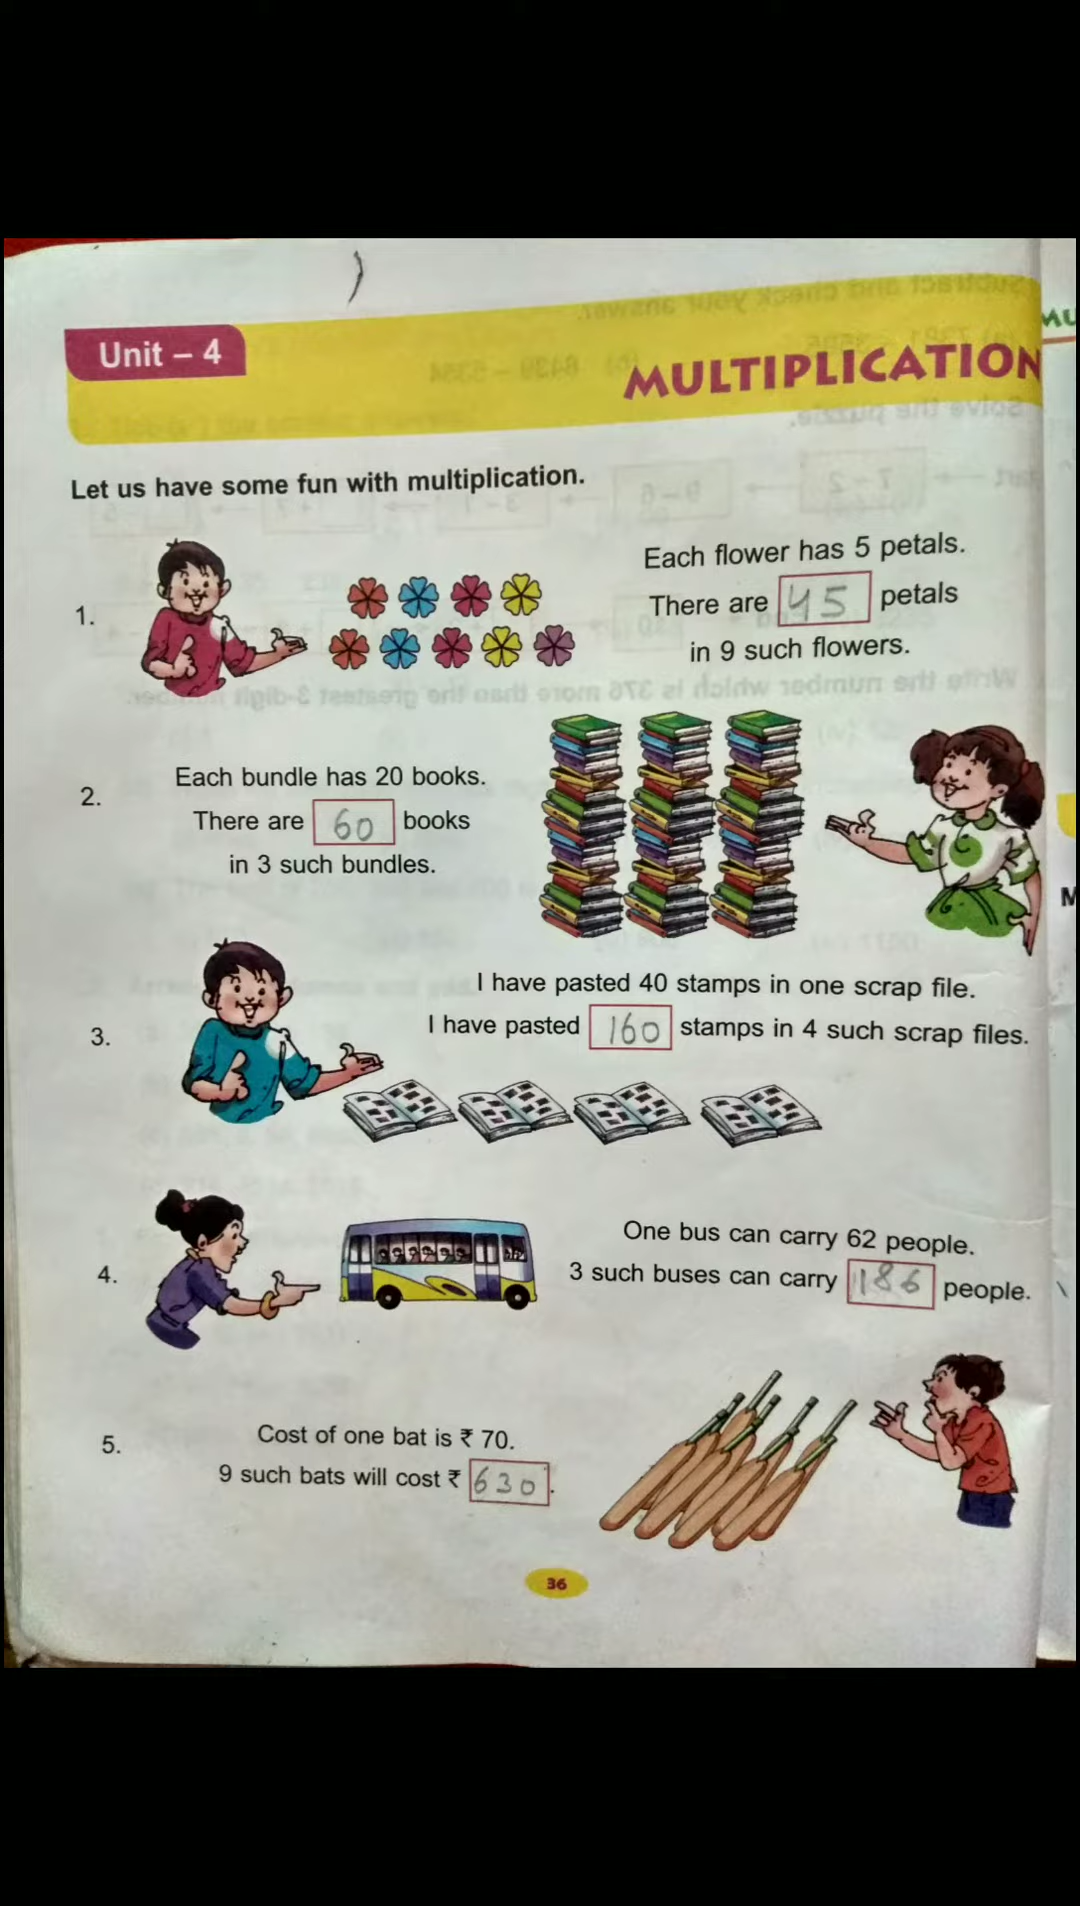 Unit – 4
MULTIPLICATION
Let us have some fun with multiplication.
1.
Each flower has 5 petals.
There are 45 petals
in 9 such flowers.
2.
Each bundle has 20 books.
There are 60 books
in 3 such bundles.
3.
I have pasted 40 stamps in one scrap file.
I have pasted 160 stamps in 4 such scrap files.
4.
One bus can carry 62 people.
3 such buses can carry 186 people.
5.
Cost of one bat is ₹ 70.
9 such bats will cost ₹ 630.
36